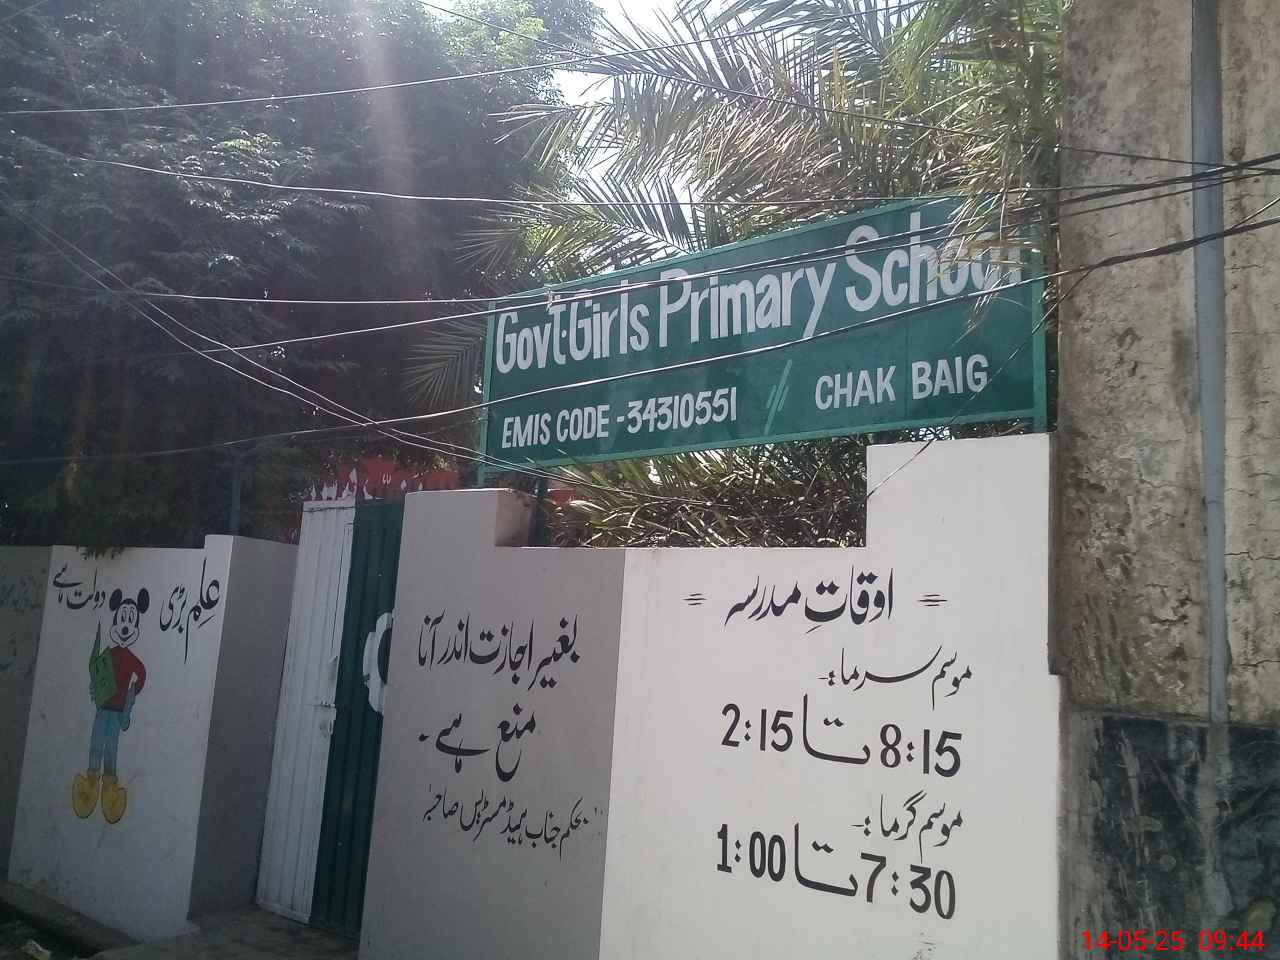 Govt. Girls Primary School
EMIS CODE - 34310551 // CHAK BAIG
علم بڑی
دولت ہے
بغیر اجازت اندر آنا
منع ہے۔
بحکم جناب ہیڈ مسٹریس صاحبہ
= اوقاتِ مدرسہ =
موسم سرما:-
8:15 تا 2:15
موسم گرما:-
7:30 تا 1:00
14-05-25 09:44